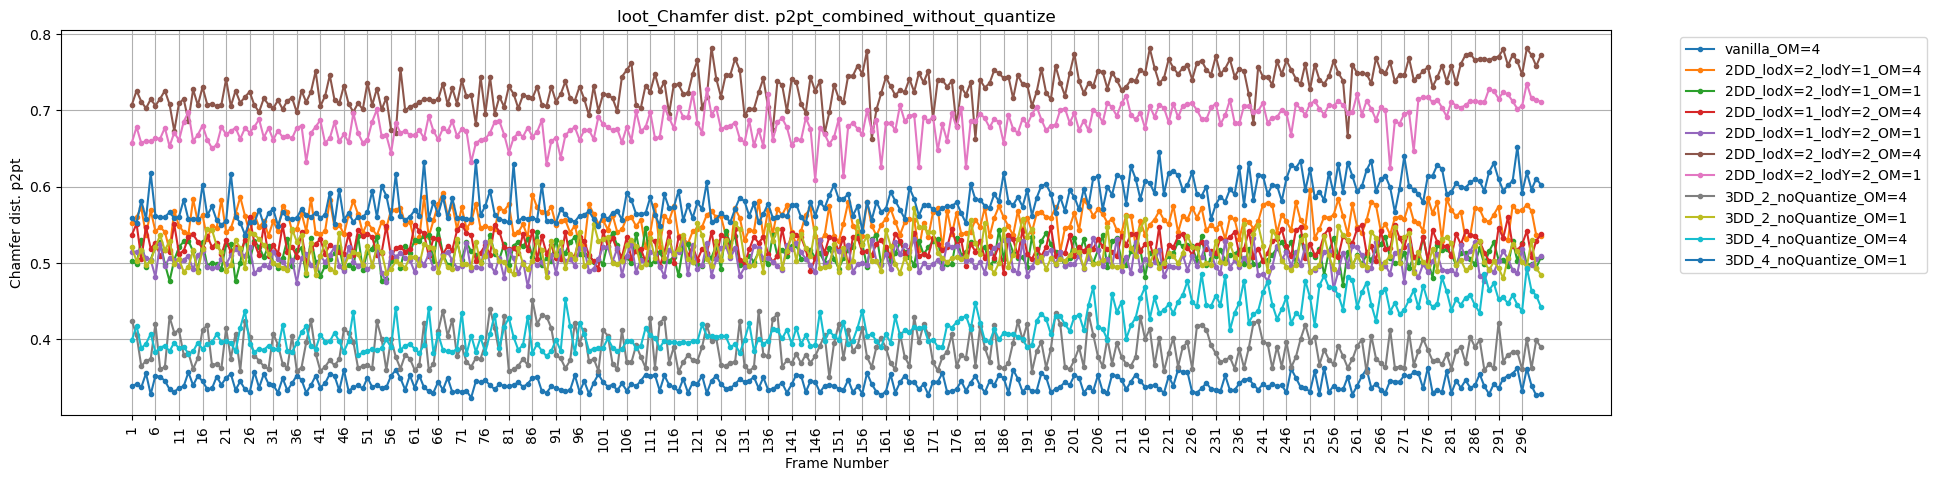 loot_Chamfer dist. p2pt_combined_without_quantize
Chamfer dist. p2pt
0.8
0.7
0.6
0.5
0.4
1 6 11 16 21 26 31 36 41 46 51 56 61 66 71 76 81 86 91 96 101 106 111 116 121 126 131 136 141 146 151 156 161 166 171 176 181 186 191 196 201 206 211 216 221 226 231 236 241 246 251 256 261 266 271 276 281 286 291 296
Frame Number
vanilla_OM=4
2DD_lodX=2_lodY=1_OM=4
2DD_lodX=2_lodY=1_OM=1
2DD_lodX=1_lodY=2_OM=4
2DD_lodX=1_lodY=2_OM=1
2DD_lodX=2_lodY=2_OM=4
2DD_lodX=2_lodY=2_OM=1
3DD_2_noQuantize_OM=4
3DD_2_noQuantize_OM=1
3DD_4_noQuantize_OM=4
3DD_4_noQuantize_OM=1